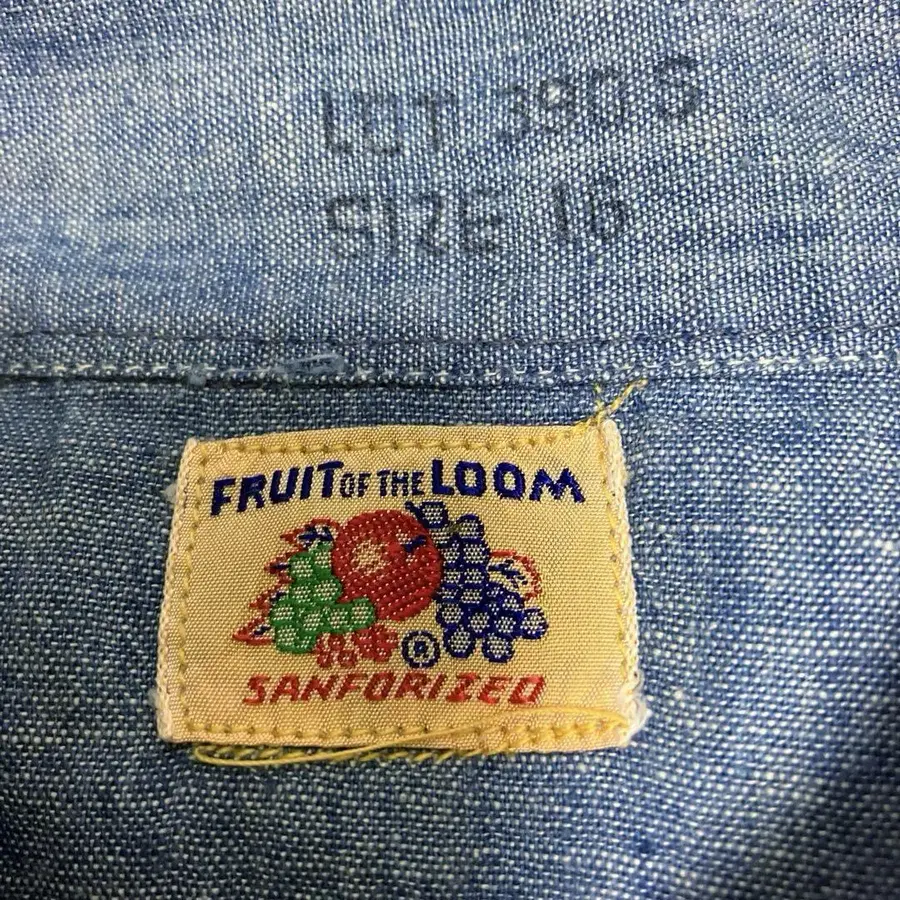 LOT 390 S
SIZE 16
FRUIT OF THE LOOM
®
SANFORIZED